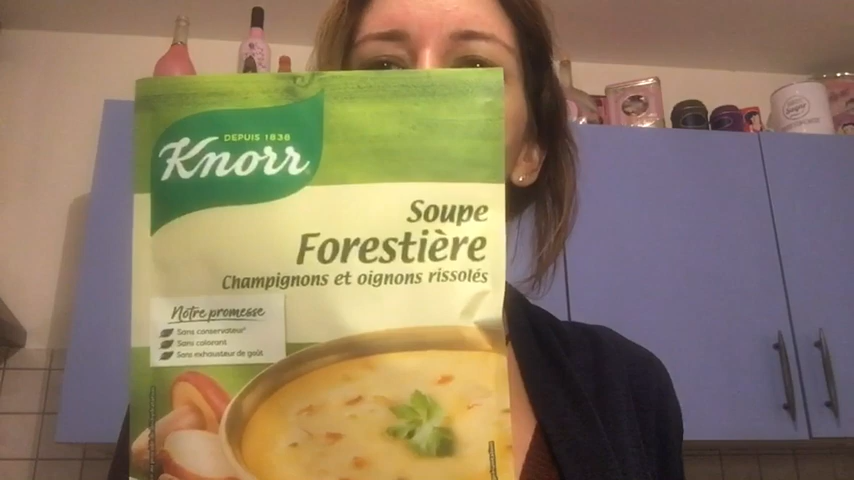 DEPUIS 1838
Knorr
Soupe
Forestière
Champignons et oignons rissolés
Notre promesse
Sans conservateur
Sans colorant
Sans exhausteur de goût